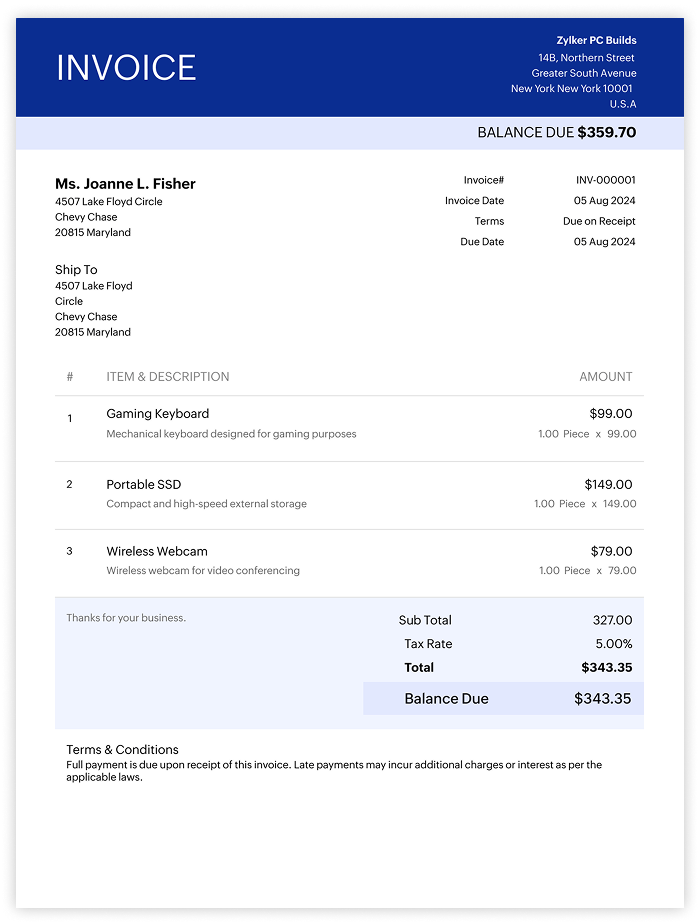 INVOICE
Zylker PC Builds
14B, Northern Street
Greater South Avenue
New York New York 10001
U.S.A
BALANCE DUE $359.70
Ms. Joanne L. Fisher
4507 Lake Floyd Circle
Chevy Chase
20815 Maryland
Invoice# INV-000001
Invoice Date 05 Aug 2024
Terms Due on Receipt
Due Date 05 Aug 2024
Ship To
4507 Lake Floyd
Circle
Chevy Chase
20815 Maryland
# ITEM & DESCRIPTION AMOUNT
1 Gaming Keyboard $99.00
Mechanical keyboard designed for gaming purposes 1.00 Piece x 99.00
2 Portable SSD $149.00
Compact and high-speed external storage 1.00 Piece x 149.00
3 Wireless Webcam $79.00
Wireless webcam for video conferencing 1.00 Piece x 79.00
Thanks for your business.
Sub Total 327.00
Tax Rate 5.00%
Total $343.35
Balance Due $343.35
Terms & Conditions
Full payment is due upon receipt of this invoice. Late payments may incur additional charges or interest as per the
applicable laws.